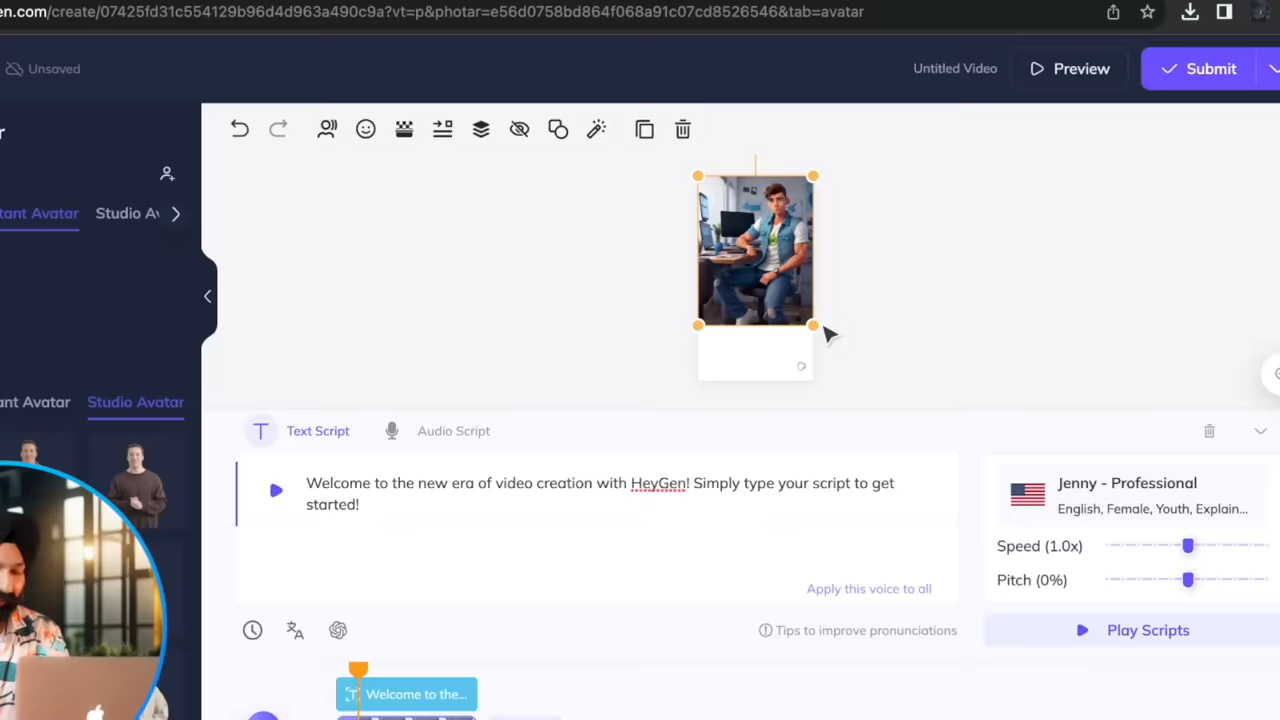 en.com/create/07425fd31c554129b96d4d963a490c9a?vt=p&photar=e56d0758bd864f068a91c07cd8526546&tab=avatar
Unsaved
Untitled Video
Preview
Submit
r
tant Avatar
Studio Av
ant Avatar
Studio Avatar
Text Script
Audio Script
Welcome to the new era of video creation with HeyGen! Simply type your script to get
started!
Apply this voice to all
Jenny - Professional
English, Female, Youth, Explain...
Speed (1.0x)
Pitch (0%)
Tips to improve pronunciations
Play Scripts
Welcome to the...